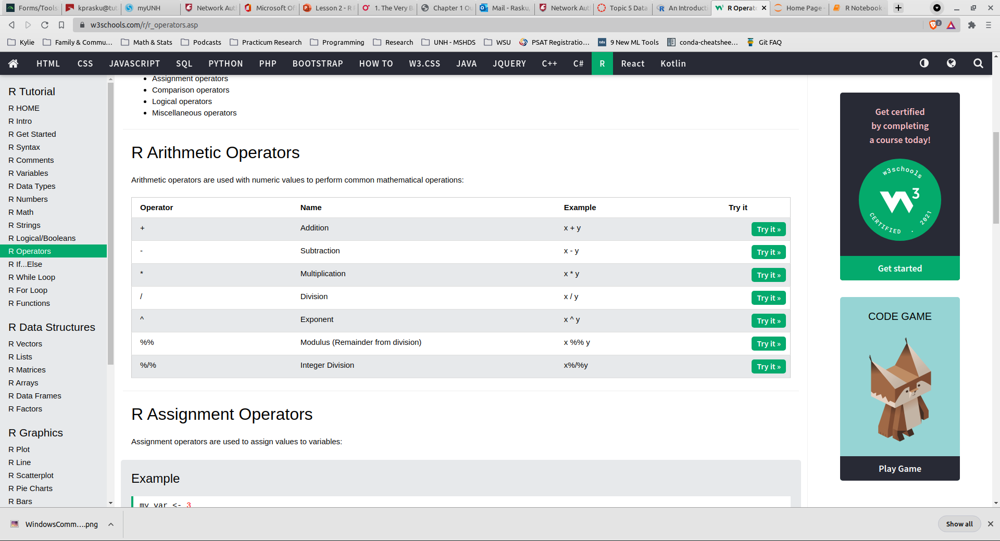 Forms/Tools
kprasku@tut
myUNH
Network Aut
Microsoft Of
Lesson 2 - R F
1. The Very B
Chapter 1 Ou
Mail - Rasku,
Network Aut
Topic 5 Data
An Introducti
R Operat
Home Page -
R Notebook -
w3schools.com/r/r_operators.asp
2
Kylie
Family & Commu…
Math & Stats
Podcasts
Practicum Research
Programming
Research
UNH - MSHDS
WSU
PSAT Registratio…
tds
9 New ML Tools
conda-cheatshee…
Git FAQ
HTML
CSS
JAVASCRIPT
SQL
PYTHON
PHP
BOOTSTRAP
HOW TO
W3.CSS
JAVA
JQUERY
C++
C#
R
React
Kotlin
R Tutorial
R HOME
R Intro
R Get Started
R Syntax
R Comments
R Variables
R Data Types
R Numbers
R Math
R Strings
R Logical/Booleans
R Operators
R If...Else
R While Loop
R For Loop
R Functions
R Data Structures
R Vectors
R Lists
R Matrices
R Arrays
R Data Frames
R Factors
R Graphics
R Plot
R Line
R Scatterplot
R Pie Charts
R Bars
Assignment operators
Comparison operators
Logical operators
Miscellaneous operators
R Arithmetic Operators
Arithmetic operators are used with numeric values to perform common mathematical operations:
Operator Name Example Try it
+ Addition x + y Try it »
- Subtraction x - y Try it »
* Multiplication x * y Try it »
/ Division x / y Try it »
^ Exponent x ^ y Try it »
%% Modulus (Remainder from division) x %% y Try it »
%/% Integer Division x%/%y Try it »
R Assignment Operators
Assignment operators are used to assign values to variables:
Example
my_var <- 3
Get certified
by completing
a course today!
w3schools
W3
CERTIFIED . 2021
Get started
CODE GAME
Play Game
WindowsComm….png
Show all